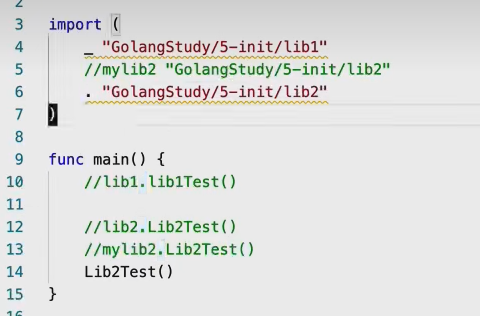 3 import (
4 _ "GolangStudy/5-init/lib1"
5 //mylib2 "GolangStudy/5-init/lib2"
6 . "GolangStudy/5-init/lib2"
7 )
8
9 func main() {
10 //lib1.lib1Test()
11
12 //lib2.Lib2Test()
13 //mylib2.Lib2Test()
14 Lib2Test()
15 }